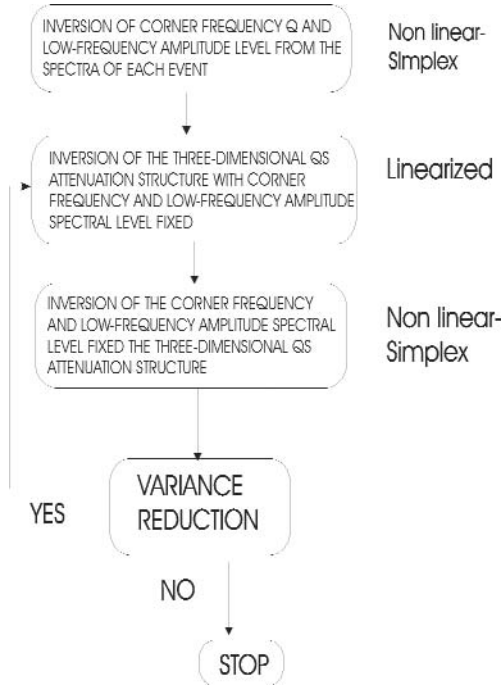 INVERSION OF CORNER FREQUENCY Q AND
LOW-FREQUENCY AMPLITUDE LEVEL FROM THE
SPECTRA OF EACH EVENT
Non linear-
SImplex
INVERSION OF THE THREE-DIMENSIONAL QS
ATTENUATION STRUCTURE WITH CORNER
FREQUENCY AND LOW-FREQUENCY AMPLITUDE
SPECTRAL LEVEL FIXED
Linearized
INVERSION OF THE CORNER FREQUENCY
AND LOW-FREQUENCY AMPLITUDE SPECTRAL
LEVEL FIXED THE THREE-DIMENSIONAL QS
ATTENUATION STRUCTURE
Non linear-
Simplex
VARIANCE
REDUCTION
YES
NO
STOP